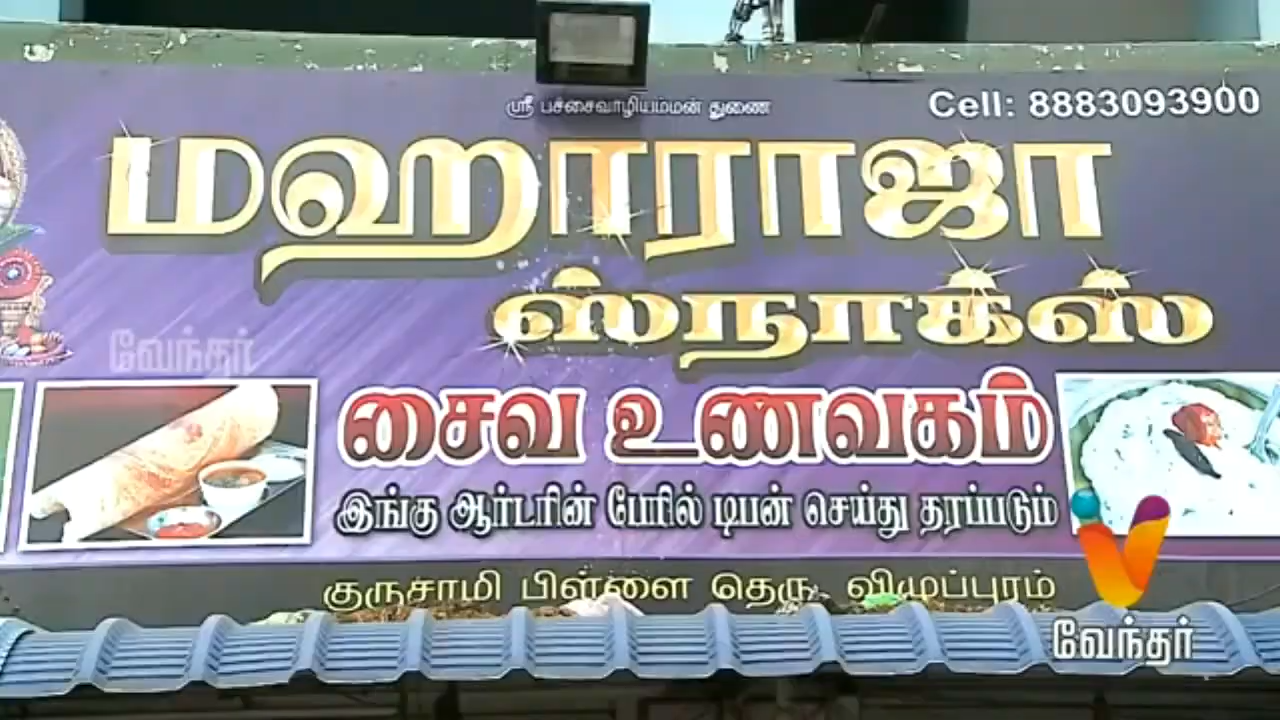 ஸ்ரீ பச்சைவாழியம்மன் துணை
Cell: 8883093900
மஹாராஜா
ஸ்நாக்ஸ்
வேந்தர்
சைவ உணவகம்
இங்கு ஆர்டரின் பேரில் டிபன் செய்து தரப்படும்
குருசாமி பிள்ளை தெரு, விழுப்புரம்
வேந்தர்